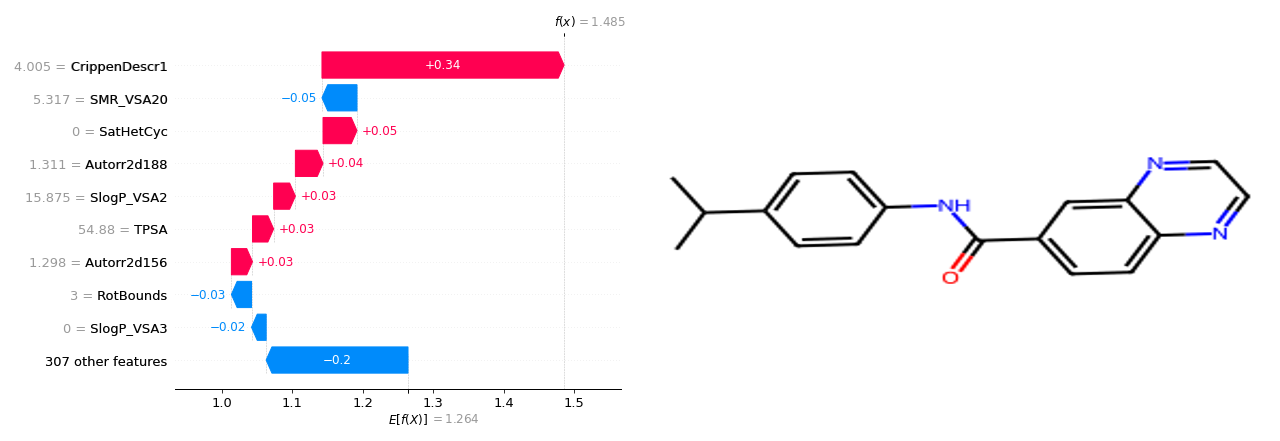 f(x) = 1.485
4.005 = CrippenDescr1
+0.34
5.317 = SMR_VSA20
−0.05
0 = SatHetCyc
+0.05
1.311 = Autorr2d188
+0.04
15.875 = SlogP_VSA2
+0.03
54.88 = TPSA
+0.03
1.298 = Autorr2d156
+0.03
3 = RotBounds
−0.03
0 = SlogP_VSA3
−0.02
307 other features
−0.2
1.0 1.1 1.2 1.3 1.4 1.5
E[f(X)] = 1.264
N
NH
N
O